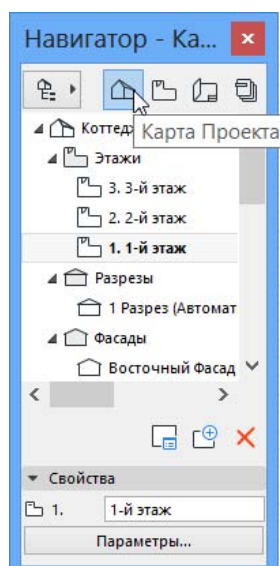 Навигатор - Ка...
Коттед
Карта Проекта
Этажи
3. 3-й этаж
2. 2-й этаж
1. 1-й этаж
Разрезы
1 Разрез (Автомат
Фасады
Восточный Фасад
Свойства
1. 1-й этаж
Параметры...